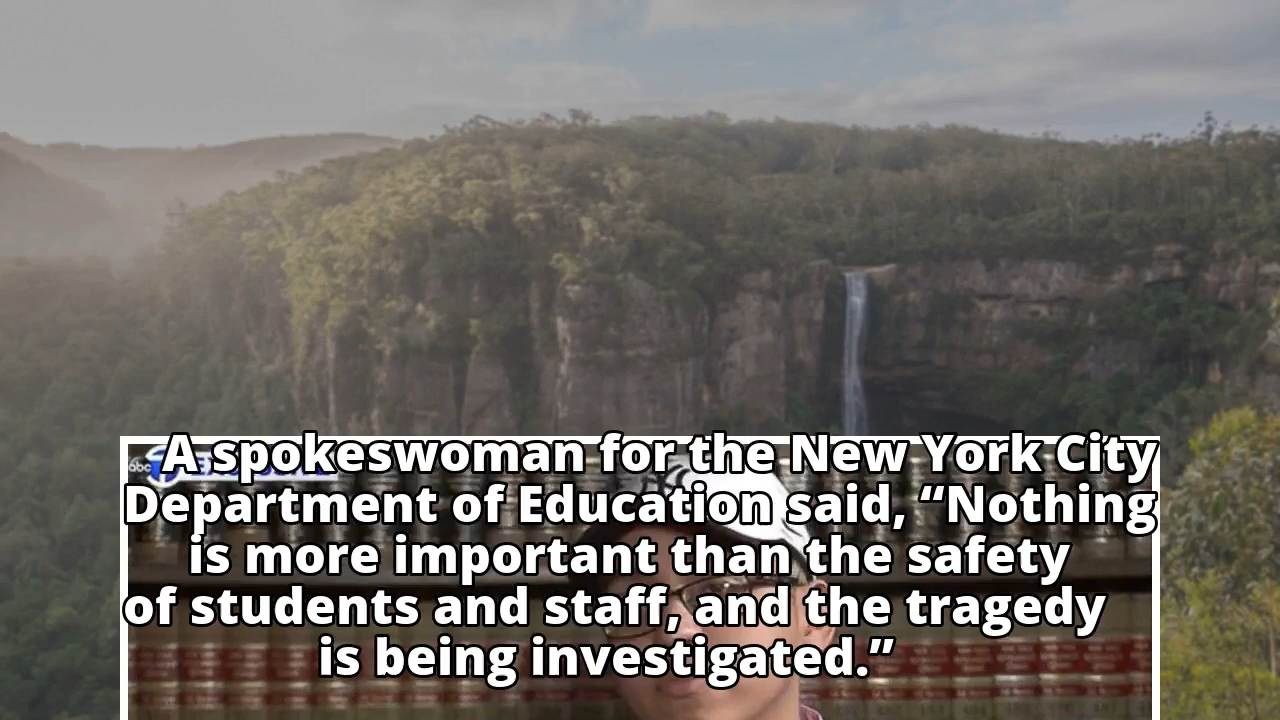 A spokeswoman for the New York City
Department of Education said, “Nothing
is more important than the safety
of students and staff, and the tragedy
is being investigated.”
abc